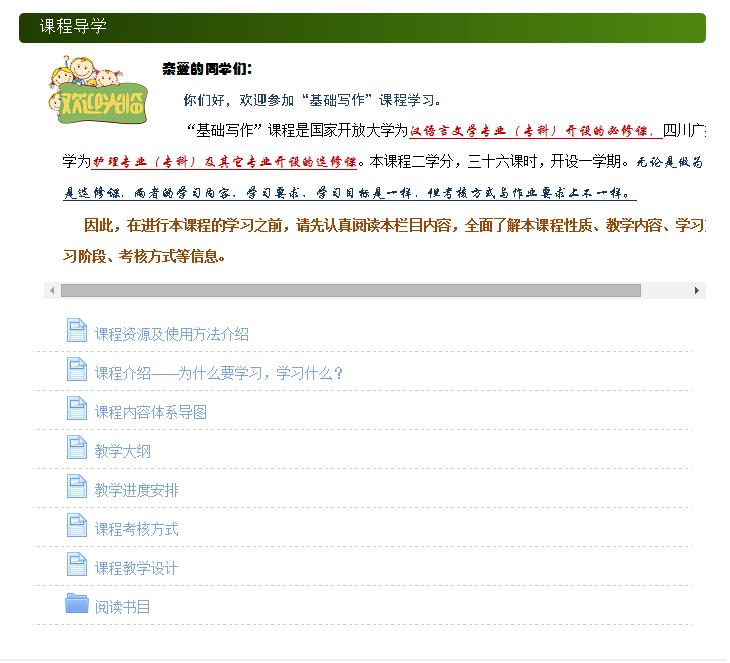 课程导学
欢迎光临
亲爱的同学们：
你们好，欢迎参加“基础写作”课程学习。
“基础写作”课程是国家开放大学为汉语言文学专业（专科）开设的必修课，四川广
学为护理专业（专科）及其它专业开设的选修课。本课程二学分，三十六课时，开设一学期。无论是做为
是选修课，两者的学习内容、学习要求、学习目标是一样，但考核方式与作业要求上不一样。
因此，在进行本课程的学习之前，请先认真阅读本栏目内容，全面了解本课程性质、教学内容、学习
习阶段、考核方式等信息。
课程资源及使用方法介绍
课程介绍——为什么要学习，学习什么？
课程内容体系导图
教学大纲
教学进度安排
课程考核方式
课程教学设计
阅读书目